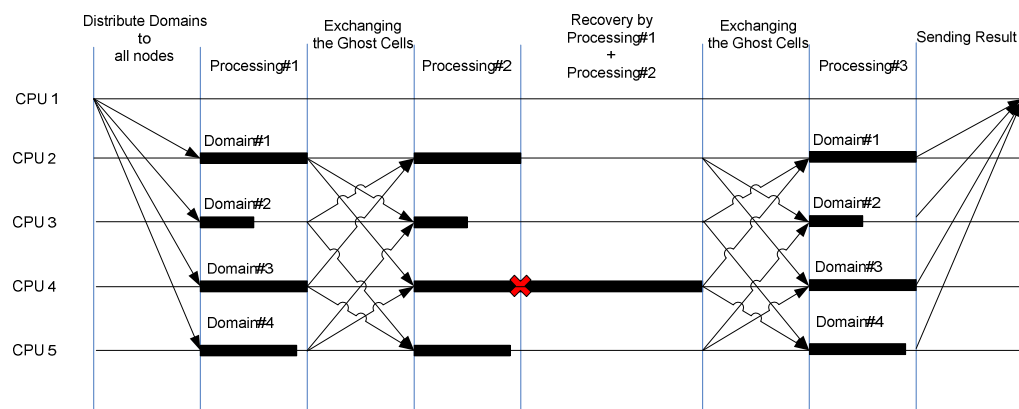 Distribute Domains
to
all nodes
Processing#1
Exchanging
the Ghost Cells
Processing#2
Recovery by
Processing#1
+
Processing#2
Exchanging
the Ghost Cells
Processing#3
Sending Result
CPU 1
Domain#1
Domain#1
CPU 2
Domain#2
Domain#2
CPU 3
Domain#3
Domain#3
CPU 4
Domain#4
Domain#4
CPU 5